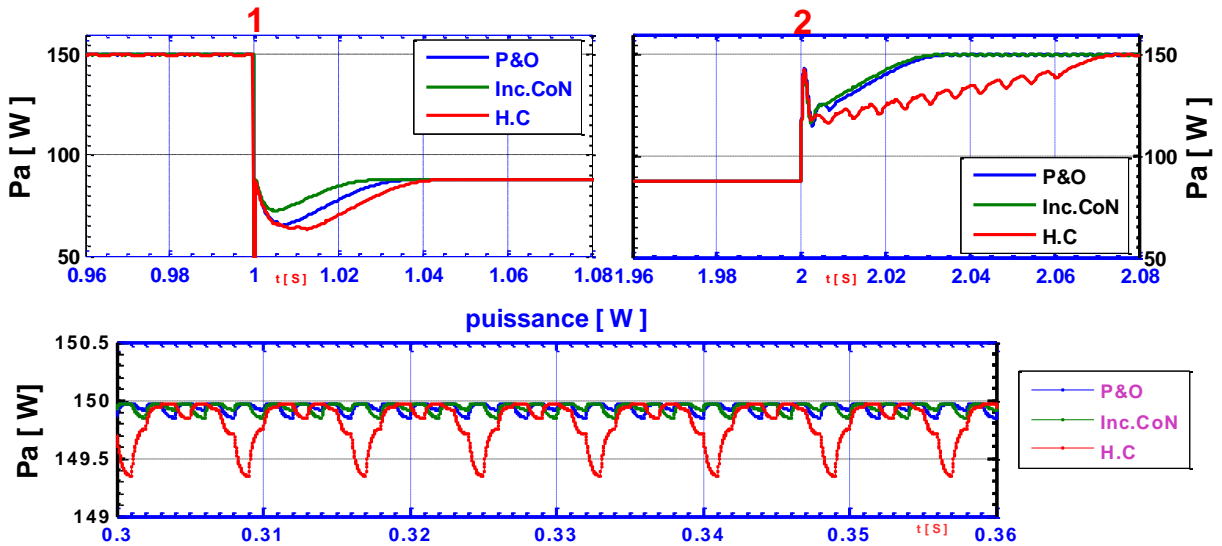 1
2
150
100
50
Pa [ W ]
P&O
Inc.CoN
H.C
0.96
0.98
1
1.02
1.04
1.06
1.08
t [ S ]
P&O
Inc.CoN
H.C
150
100
50
Pa [ W ]
1.96
1.98
2
2.02
2.04
2.06
2.08
t [ S ]
puissance [ W ]
150.5
150
149.5
149
Pa [W]
0.3
0.31
0.32
0.33
0.34
0.35
0.36
t [ S ]
P&O
Inc.CoN
H.C